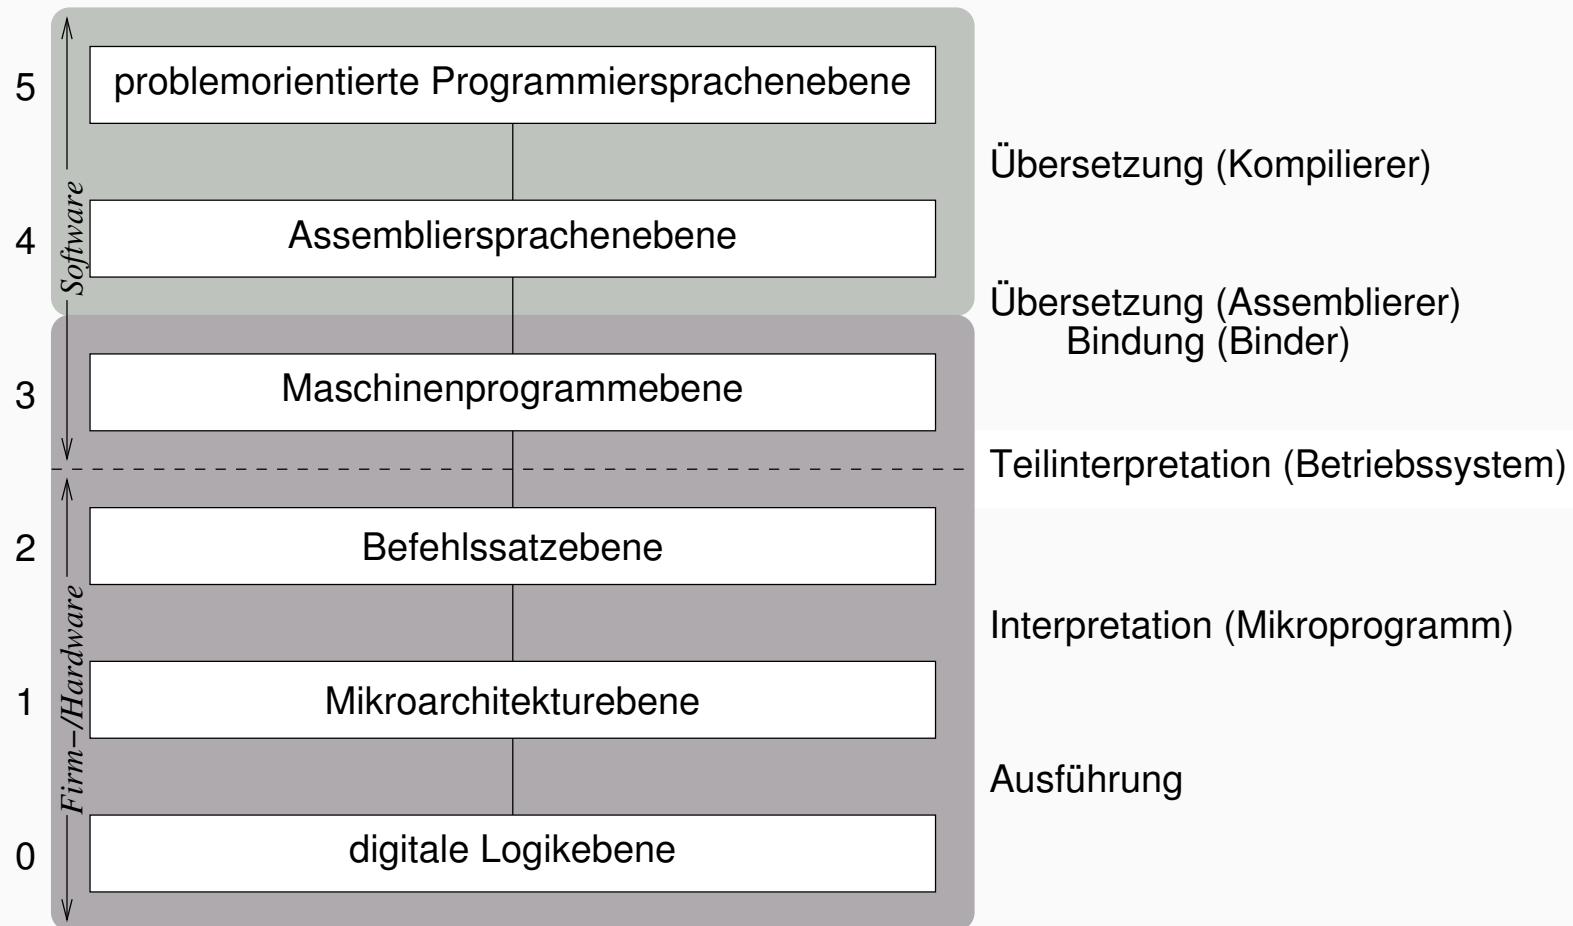 5
problemorientierte Programmiersprachenebene
Übersetzung (Kompilierer)
4
Assembliersprachenebene
Software
Übersetzung (Assemblierer)
Bindung (Binder)
3
Maschinenprogrammebene
Teilinterpretation (Betriebssystem)
2
Befehlssatzebene
Interpretation (Mikroprogramm)
1
Mikroarchitekturebene
Firm-/Hardware
Ausführung
0
digitale Logikebene